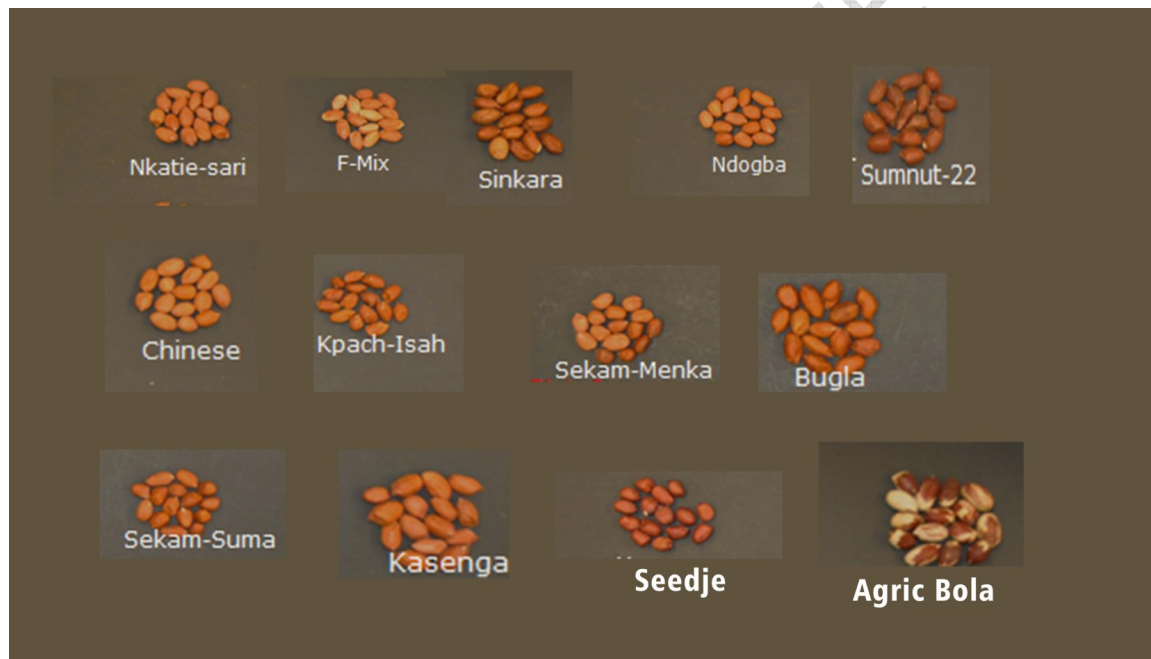 Nkatie-sari
F-Mix
Sinkara
Ndogba
Sumnut-22
Chinese
Kpach-Isah
Sekam-Menka
Bugla
Sekam-Suma
Kasenga
Seedje
Agric Bola